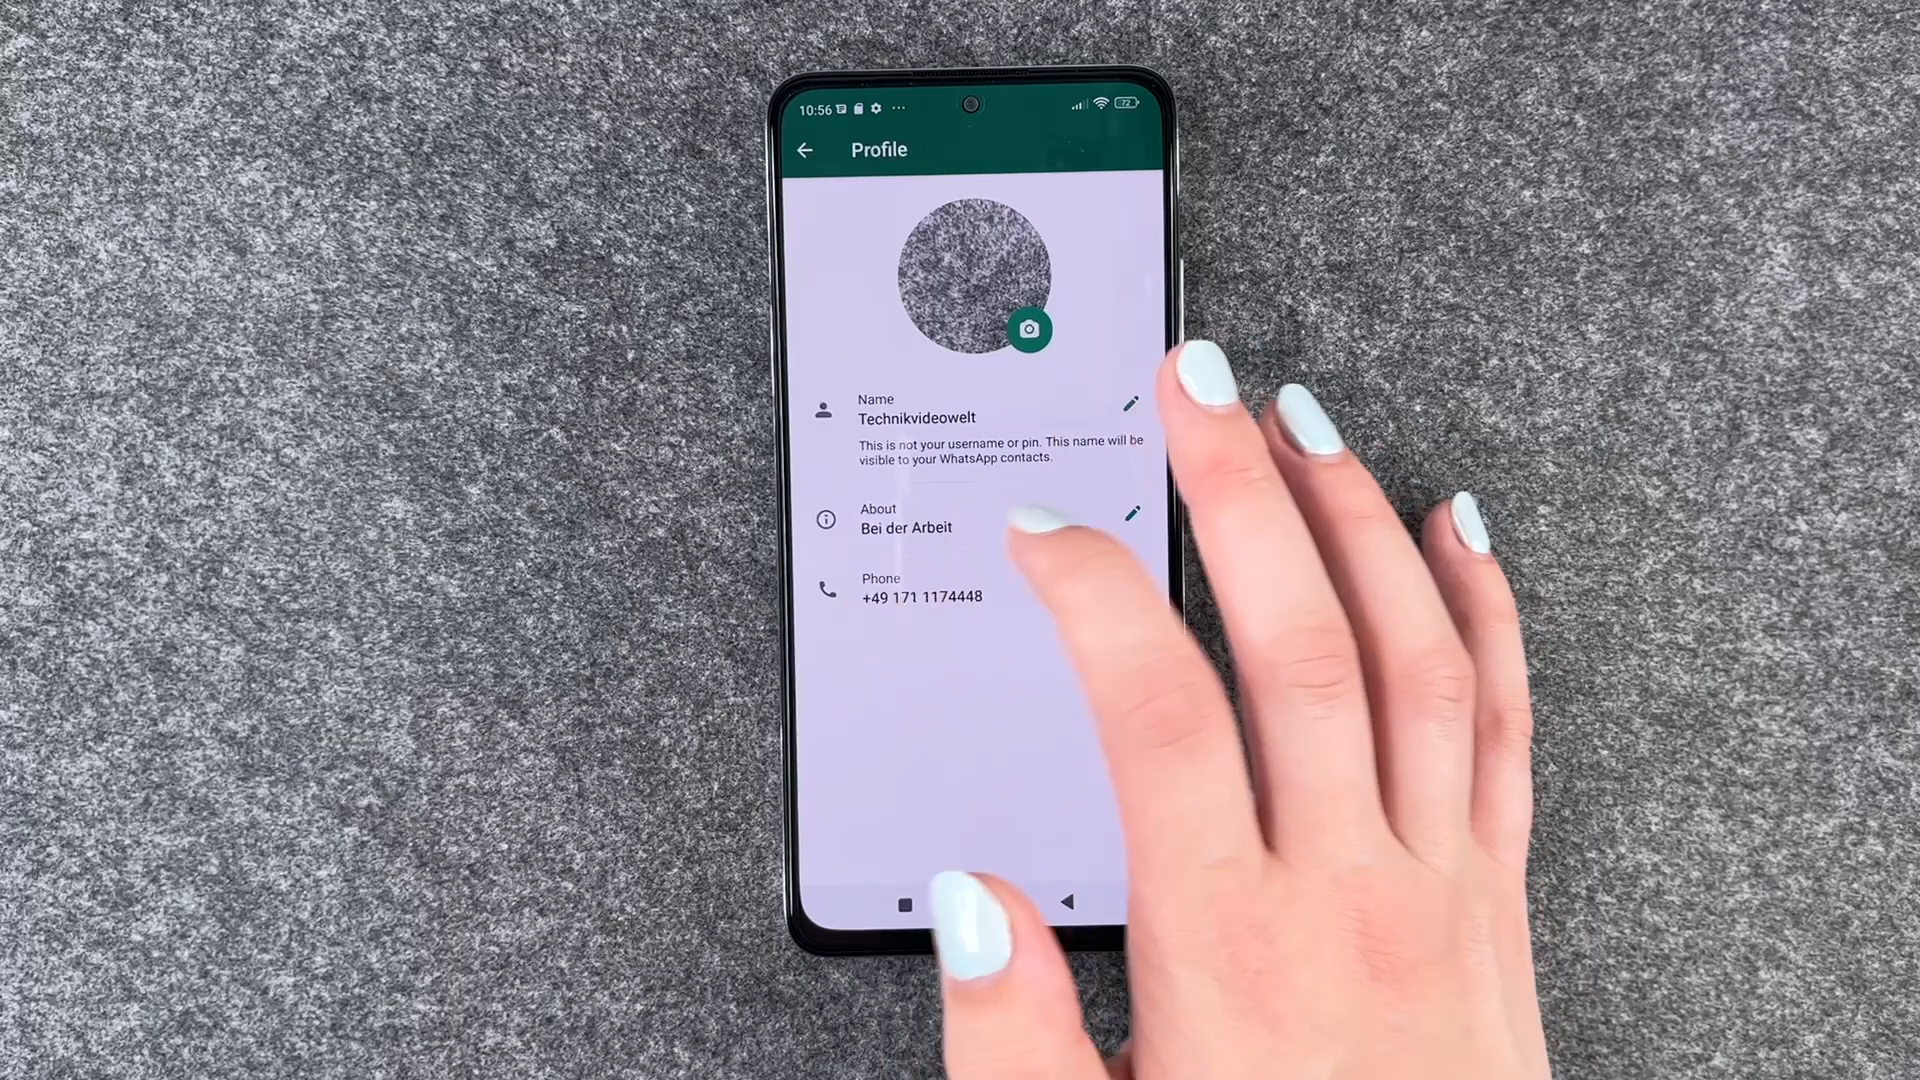 10:56
72
Profile
Name
Technikvideowelt
This is not your username or pin. This name will be
visible to your WhatsApp contacts.
About
Bei der Arbeit
Phone
+49 171 1174448